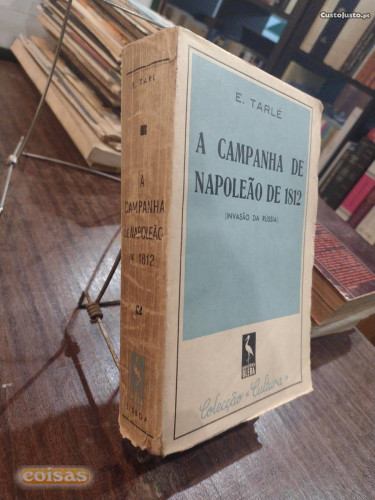 E. TARLÉ
A CAMPANHA DE
NAPOLEÃO DE 1812
(INVASÃO DA RÚSSIA)
Colecção «Cultura»
A
CAMPANHA
DE NAPOLEÃO
DE 1812
CustoJusto.pt
coisas